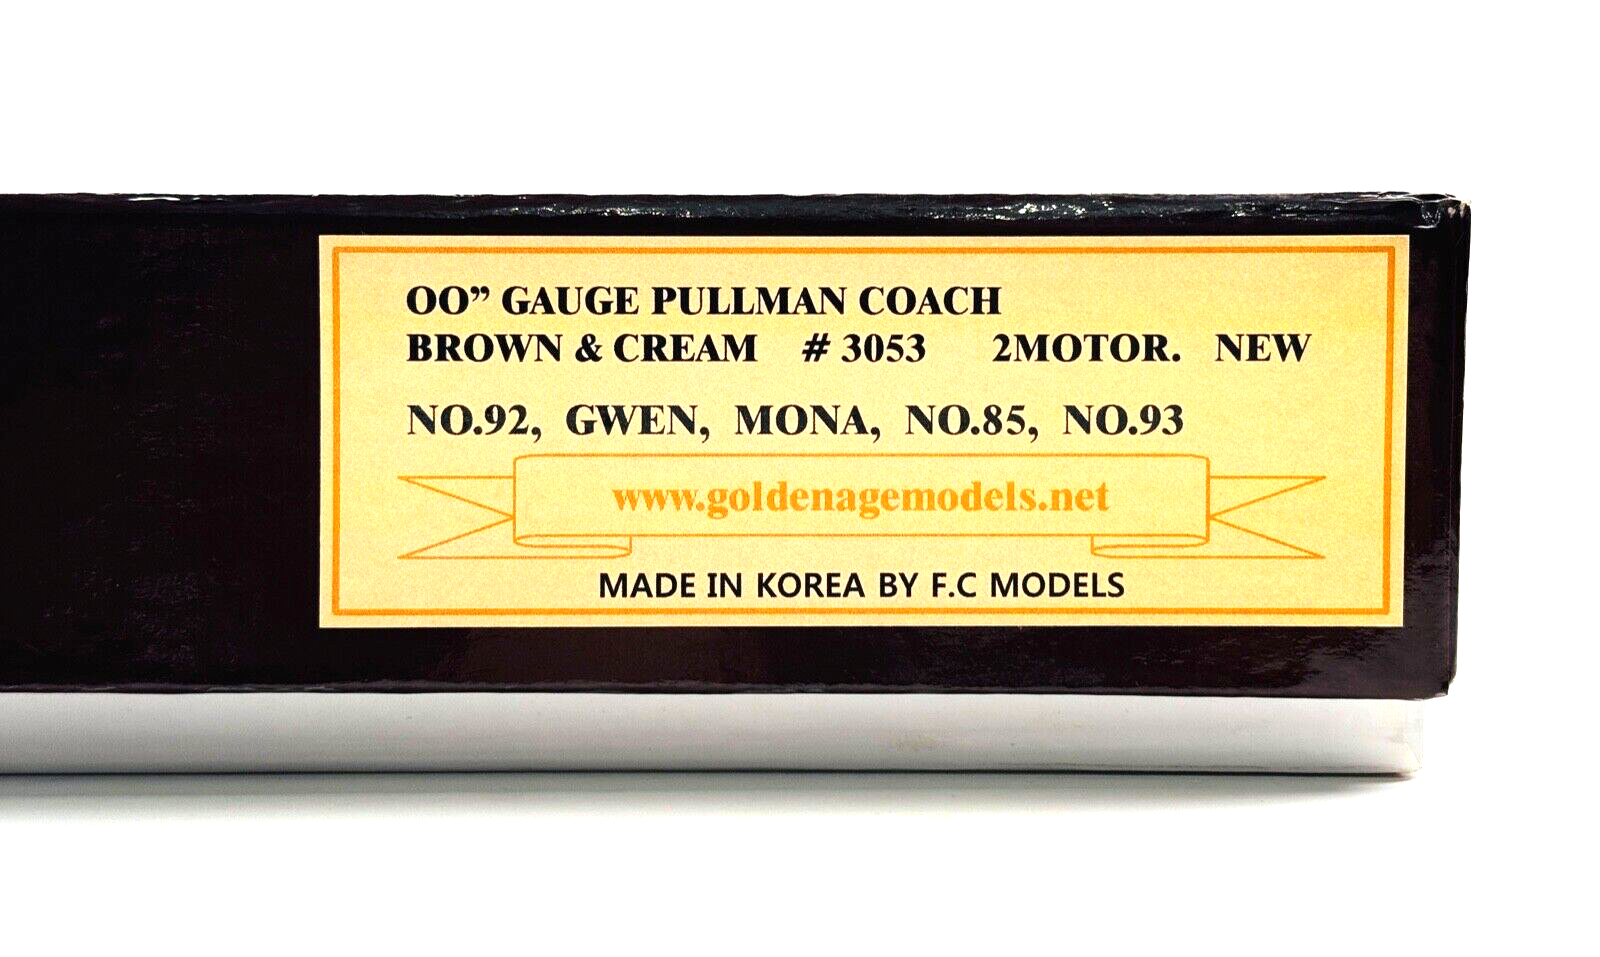 OO” GAUGE PULLMAN COACH
BROWN & CREAM # 3053 2MOTOR. NEW
NO.92, GWEN, MONA, NO.85, NO.93
www.goldenagemodels.net
MADE IN KOREA BY F.C MODELS